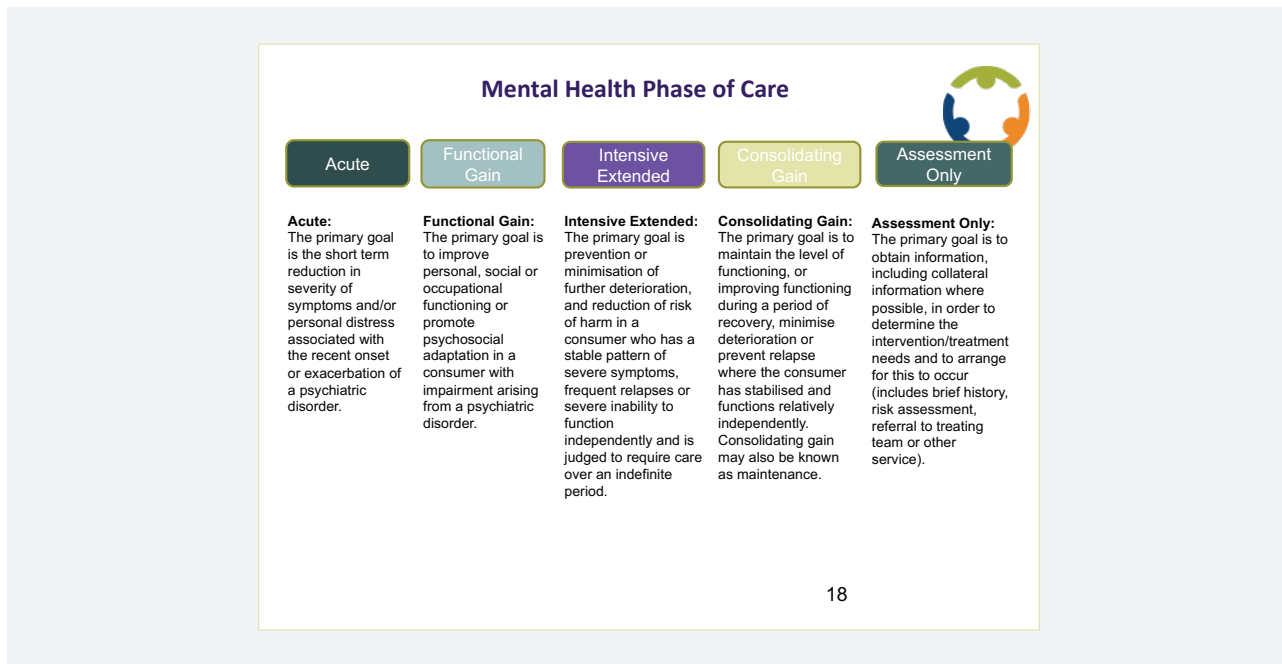 Mental Health Phase of Care
Acute
Functional
Gain
Intensive
Extended
Consolidating
Gain
Assessment
Only
Acute:
The primary goal
is the short term
reduction in
severity of
symptoms and/or
personal distress
associated with
the recent onset
or exacerbation of
a psychiatric
disorder.
Functional Gain:
The primary goal is
to improve
personal, social or
occupational
functioning or
promote
psychosocial
adaptation in a
consumer with
impairment arising
from a psychiatric
disorder.
Intensive Extended:
The primary goal is
prevention or
minimisation of
further deterioration,
and reduction of risk
of harm in a
consumer who has a
stable pattern of
severe symptoms,
frequent relapses or
severe inability to
function
independently and is
judged to require care
over an indefinite
period.
Consolidating Gain:
The primary goal is to
maintain the level of
functioning, or
improving functioning
during a period of
recovery, minimise
deterioration or
prevent relapse
where the consumer
has stabilised and
functions relatively
independently.
Consolidating gain
may also be known
as maintenance.
Assessment Only:
The primary goal is to
obtain information,
including collateral
information where
possible, in order to
determine the
intervention/treatment
needs and to arrange
for this to occur
(includes brief history,
risk assessment,
referral to treating
team or other
service).
18